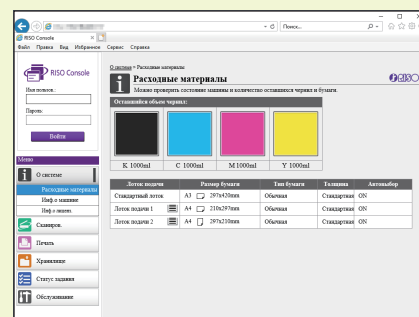 Поиск...
RISO Console
Файл Правка Вид Избранное Сервис Справка
RISO Console
Имя пользов.:
Пароль:
Войти
Меню
О системе
Расходные материалы
Инф.о машине
Инф.о лиценз.
Сканиров.
Печать
Хранилище
Статус задания
Обслуживание
О системе > Расходные материалы
Расходные материалы
RISO
Можно проверить состояние машины и количество оставшихся чернил и бумаги.
Оставшийся объем чернил:
K 1000ml C 1000ml M 1000ml Y 1000ml
Лоток подачи Размер бумаги Тип бумаги Толщина Автовыбор
Стандартный лоток A3 297x420mm Обычная Стандартная ON
Лоток подачи 1 A4 210x297mm Обычная Стандартная ON
Лоток подачи 2 A4 297x210mm Обычная Стандартная ON